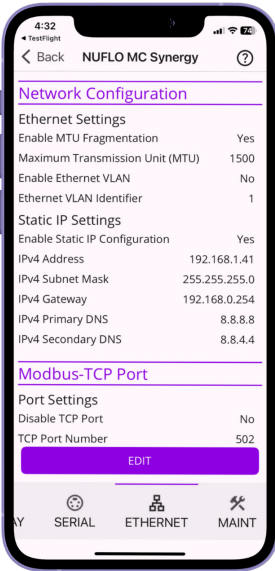 4:32
74
◀ TestFlight
Back NUFLO MC Synergy ?
Network Configuration
Ethernet Settings
Enable MTU Fragmentation Yes
Maximum Transmission Unit (MTU) 1500
Enable Ethernet VLAN No
Ethernet VLAN Identifier 1
Static IP Settings
Enable Static IP Configuration Yes
IPv4 Address 192.168.1.41
IPv4 Subnet Mask 255.255.255.0
IPv4 Gateway 192.168.0.254
IPv4 Primary DNS 8.8.8.8
IPv4 Secondary DNS 8.8.4.4
Modbus-TCP Port
Port Settings
Disable TCP Port No
TCP Port Number 502
EDIT
AY SERIAL ETHERNET MAINT